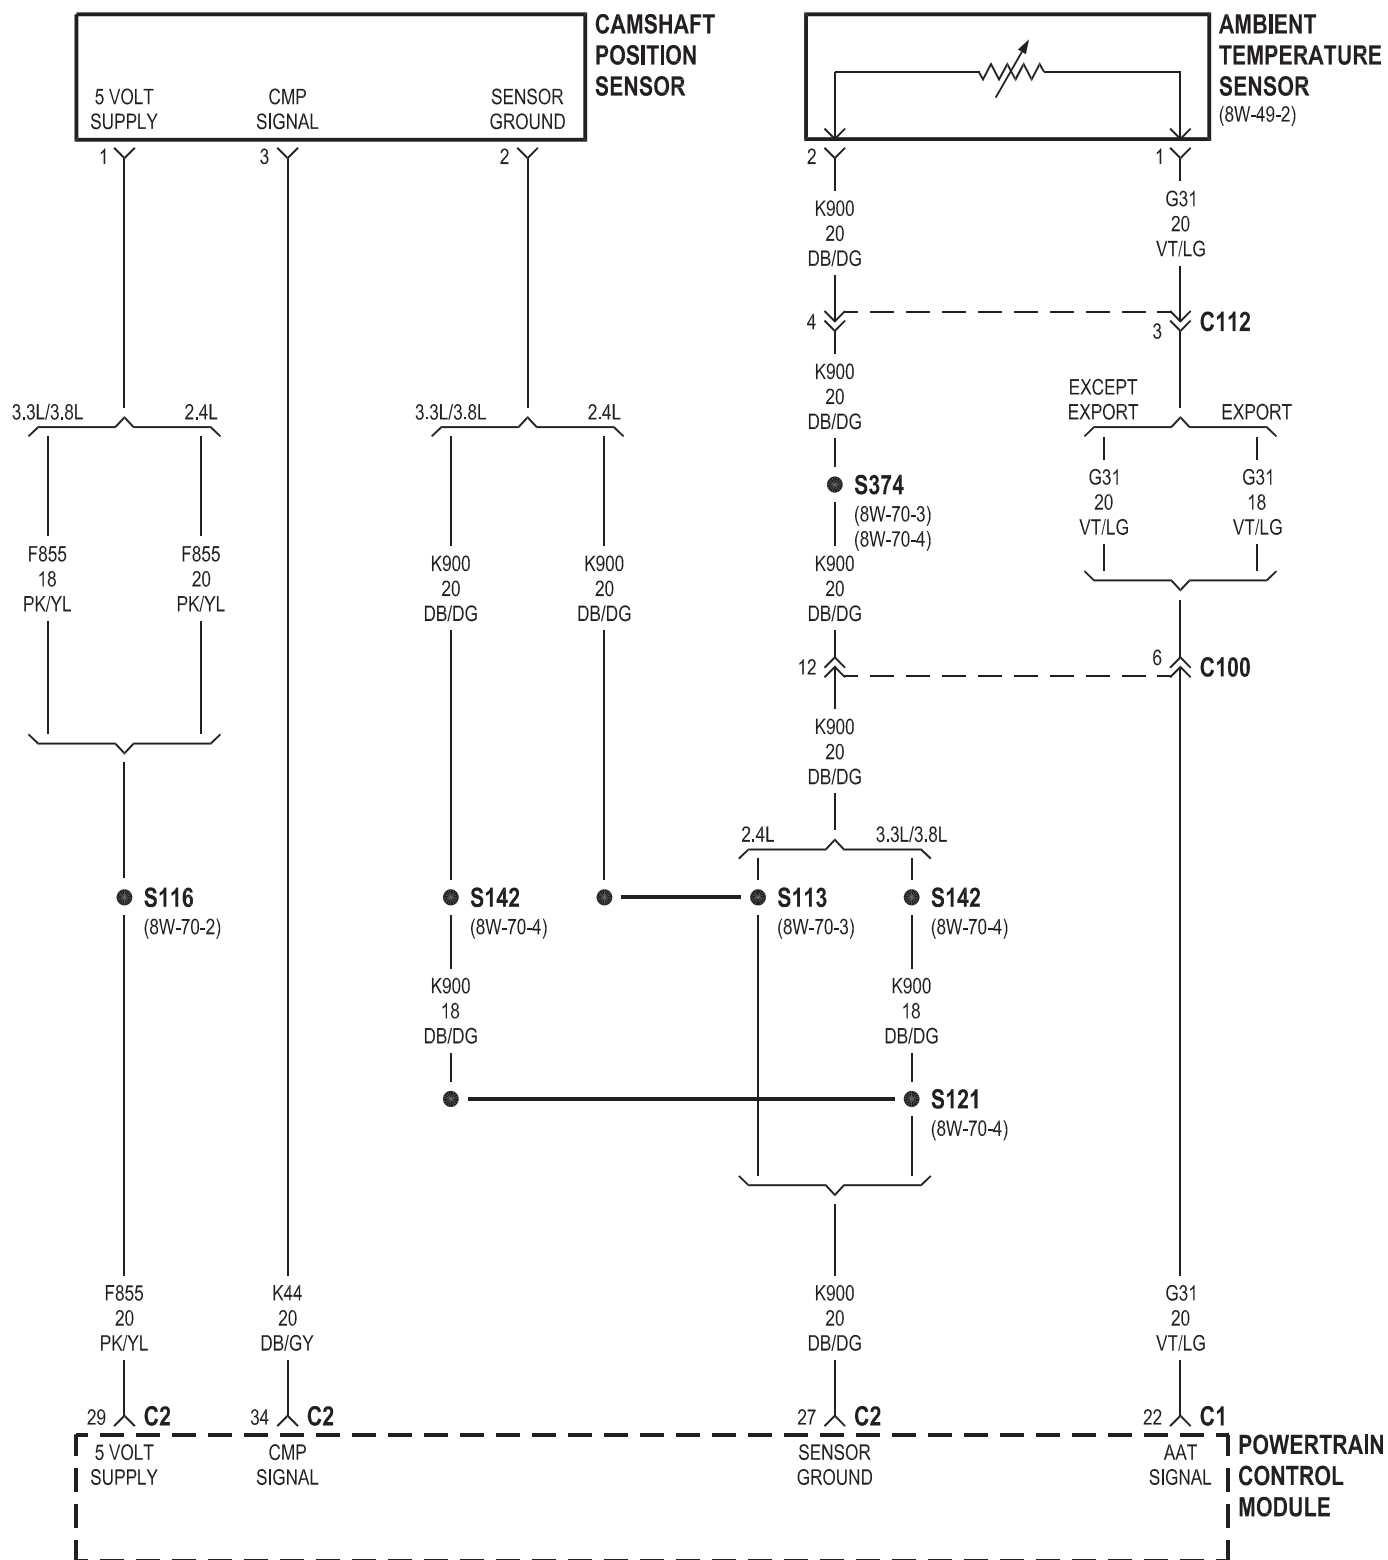 CAMSHAFT
POSITION
SENSOR
5 VOLT
SUPPLY
CMP
SIGNAL
SENSOR
GROUND
AMBIENT
TEMPERATURE
SENSOR
(8W-49-2)
1
3
2
2
1
K900
20
DB/DG
G31
20
VT/LG
4
3
C112
K900
20
DB/DG
3.3L/3.8L
2.4L
3.3L/3.8L
2.4L
EXCEPT
EXPORT
EXPORT
S374
(8W-70-3)
(8W-70-4)
G31
20
VT/LG
G31
18
VT/LG
F855
18
PK/YL
F855
20
PK/YL
K900
20
DB/DG
K900
20
DB/DG
K900
20
DB/DG
12
6
C100
K900
20
DB/DG
2.4L
3.3L/3.8L
S116
(8W-70-2)
S142
(8W-70-4)
S113
(8W-70-3)
S142
(8W-70-4)
K900
18
DB/DG
K900
18
DB/DG
S121
(8W-70-4)
F855
20
PK/YL
K44
20
DB/GY
K900
20
DB/DG
G31
20
VT/LG
29
C2
34
C2
27
C2
22
C1
5 VOLT
SUPPLY
CMP
SIGNAL
SENSOR
GROUND
AAT
SIGNAL
POWERTRAIN
CONTROL
MODULE